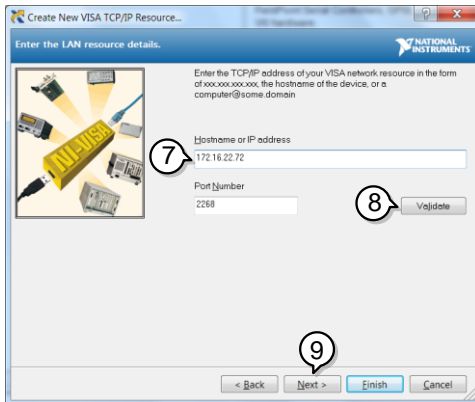 Create New VISA TCP/IP Resource...
Enter the LAN resource details.
NATIONAL
INSTRUMENTS
Enter the TCP/IP address of your VISA network resource in the form
of xxx.xxx.xxx.xxx, the hostname of the device, or a
computer@some.domain
NI-VISA
Hostname or IP address
7
172.16.22.72
Port Number
2268
8
Validate
9
< Back
Next >
Finish
Cancel